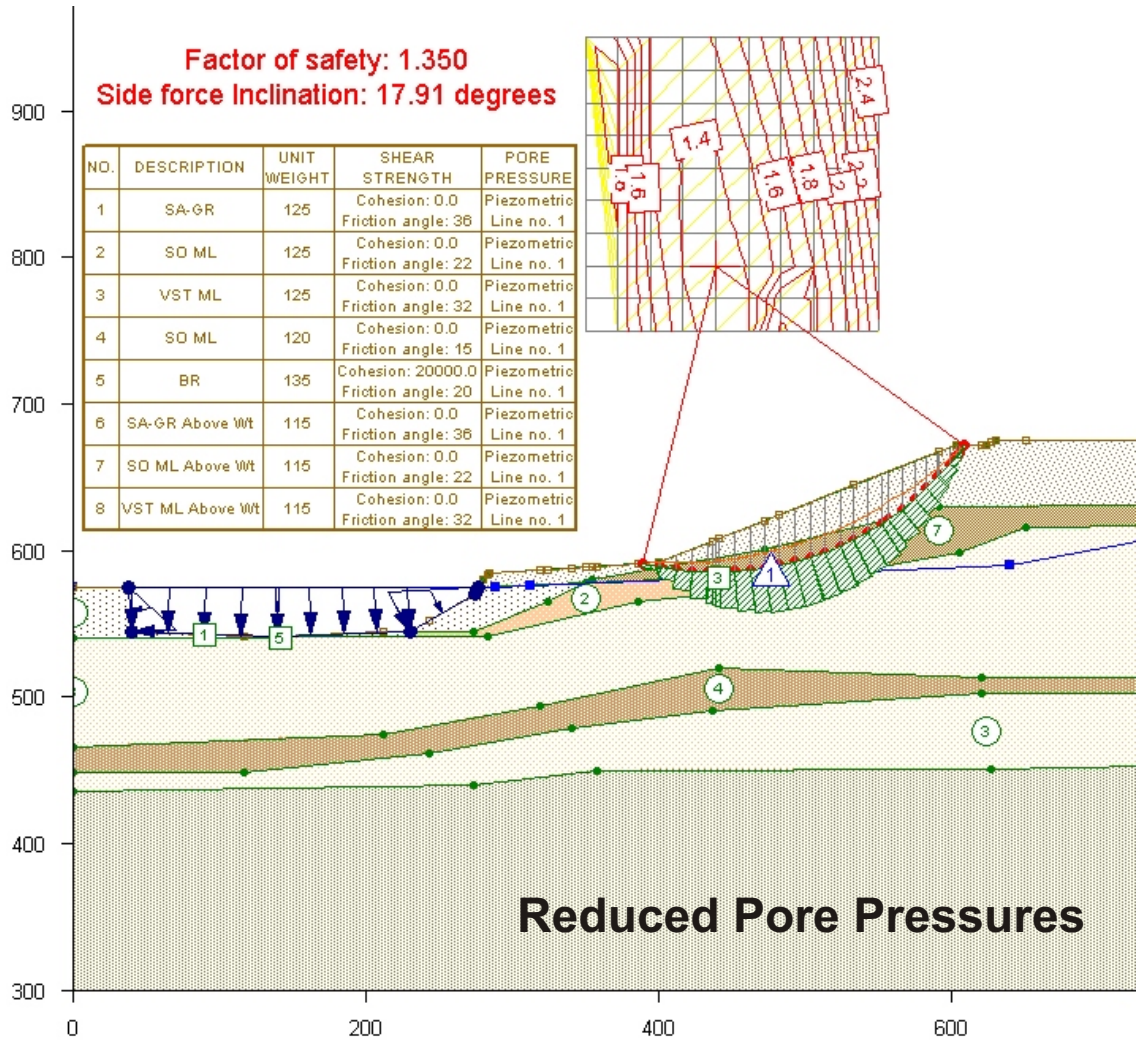 Factor of safety: 1.350
Side force Inclination: 17.91 degrees
NO. DESCRIPTION UNIT WEIGHT SHEAR STRENGTH PORE PRESSURE
1 SA-GR 125 Cohesion: 0.0 Friction angle: 36 Piezometric Line no. 1
2 SO ML 125 Cohesion: 0.0 Friction angle: 22 Piezometric Line no. 1
3 VST ML 125 Cohesion: 0.0 Friction angle: 32 Piezometric Line no. 1
4 SO ML 120 Cohesion: 0.0 Friction angle: 15 Piezometric Line no. 1
5 BR 135 Cohesion: 20000.0 Friction angle: 20 Piezometric Line no. 1
6 SA-GR Above Wt 115 Cohesion: 0.0 Friction angle: 36 Piezometric Line no. 1
7 SO ML Above Wt 115 Cohesion: 0.0 Friction angle: 22 Piezometric Line no. 1
8 VST ML Above Wt 115 Cohesion: 0.0 Friction angle: 32 Piezometric Line no. 1
1.6
1.4
1.6
1.8
2
2.2
2.4
900
800
700
600
500
400
300
7
1
3
2
1
5
4
3
Reduced Pore Pressures
0
200
400
600